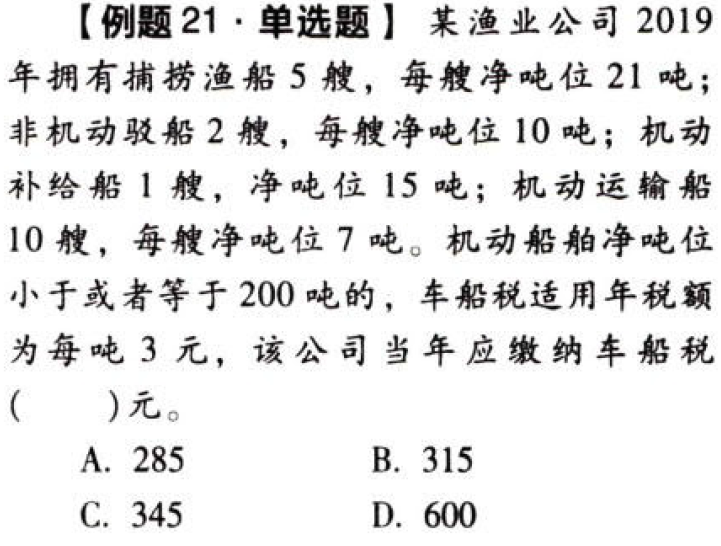 【例题 21 · 单选题】 某渔业公司 2019
年拥有捕捞渔船 5 艘，每艘净吨位 21 吨；
非机动驳船 2 艘，每艘净吨位 10 吨；机动
补给船 1 艘，净吨位 15 吨；机动运输船
10 艘，每艘净吨位 7 吨。机动船舶净吨位
小于或者等于 200 吨的，车船税适用年税额
为每吨 3 元，该公司当年应缴纳车船税
(　　)元。
A. 285　　B. 315
C. 345　　D. 600